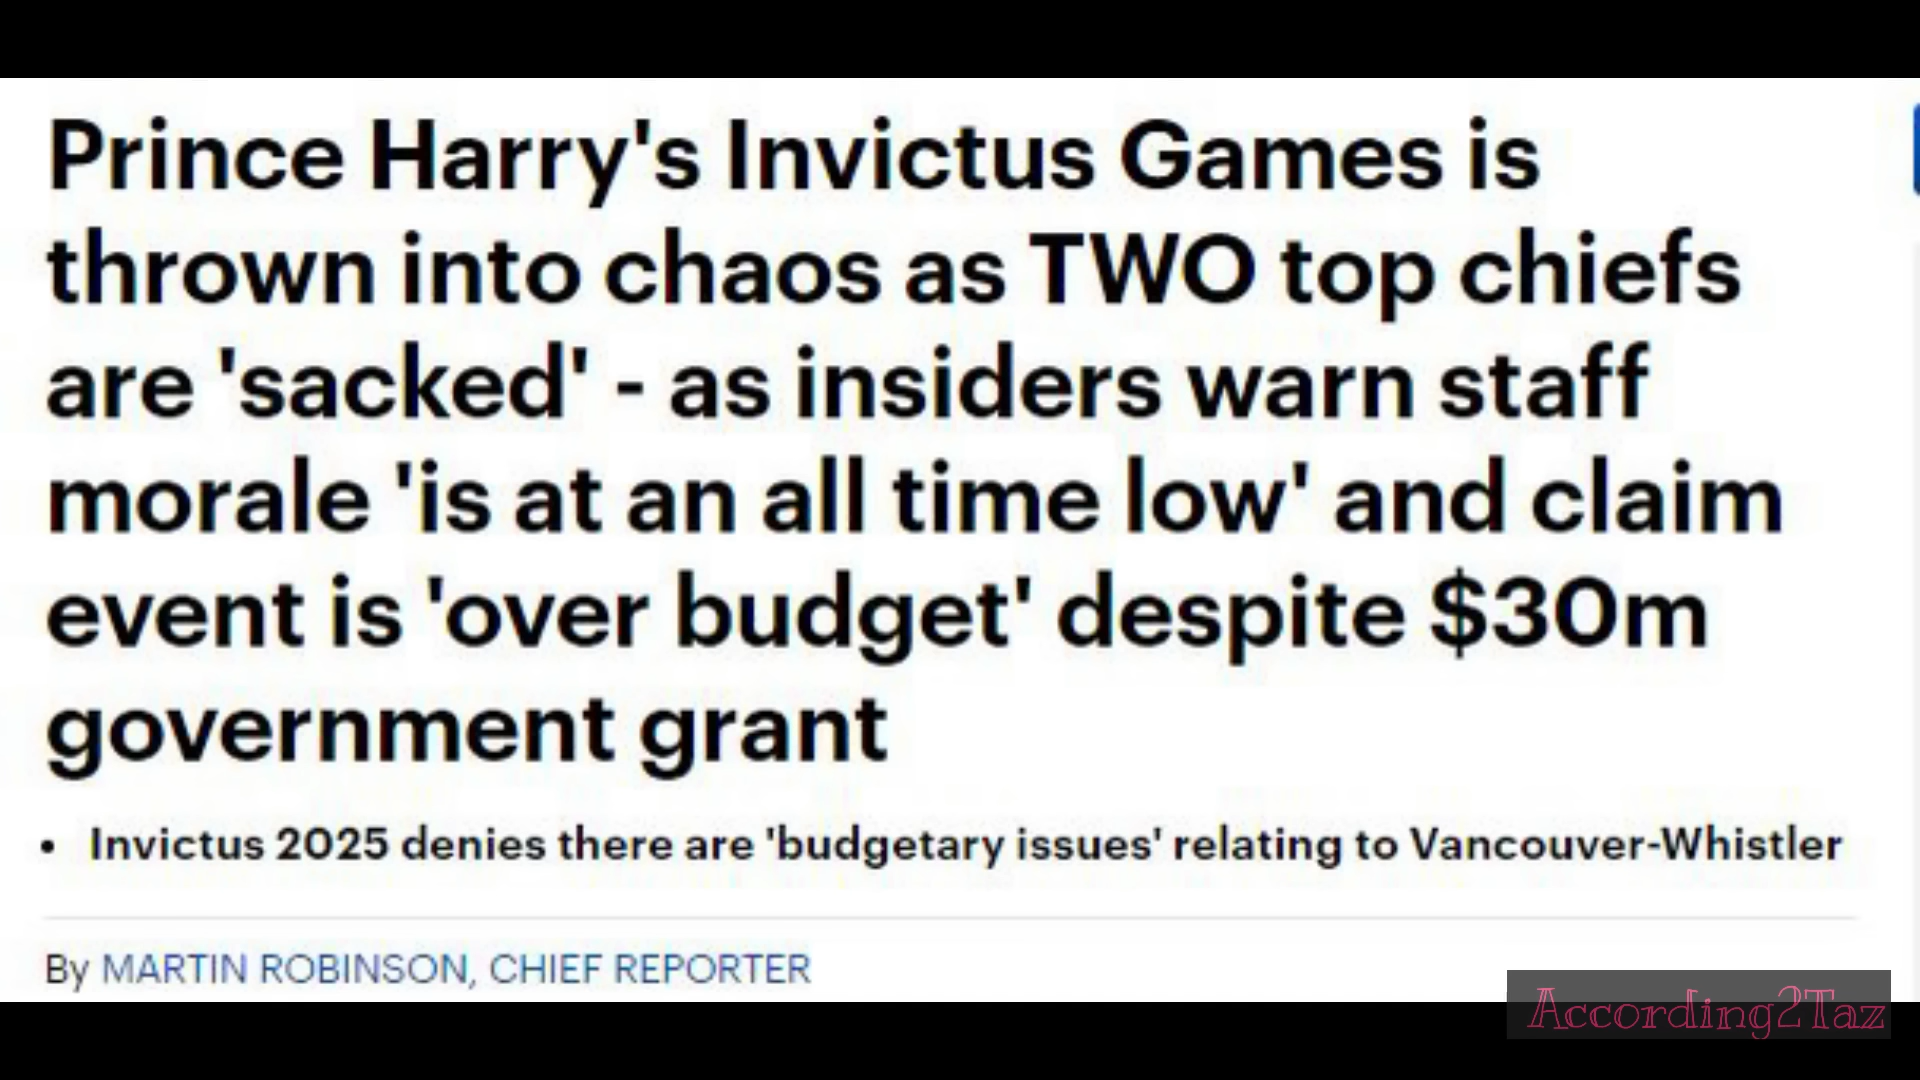 Prince Harry's Invictus Games is
thrown into chaos as TWO top chiefs
are 'sacked' - as insiders warn staff
morale 'is at an all time low' and claim
event is 'over budget' despite $30m
government grant
• Invictus 2025 denies there are 'budgetary issues' relating to Vancouver-Whistler
By MARTIN ROBINSON, CHIEF REPORTER
According2Taz